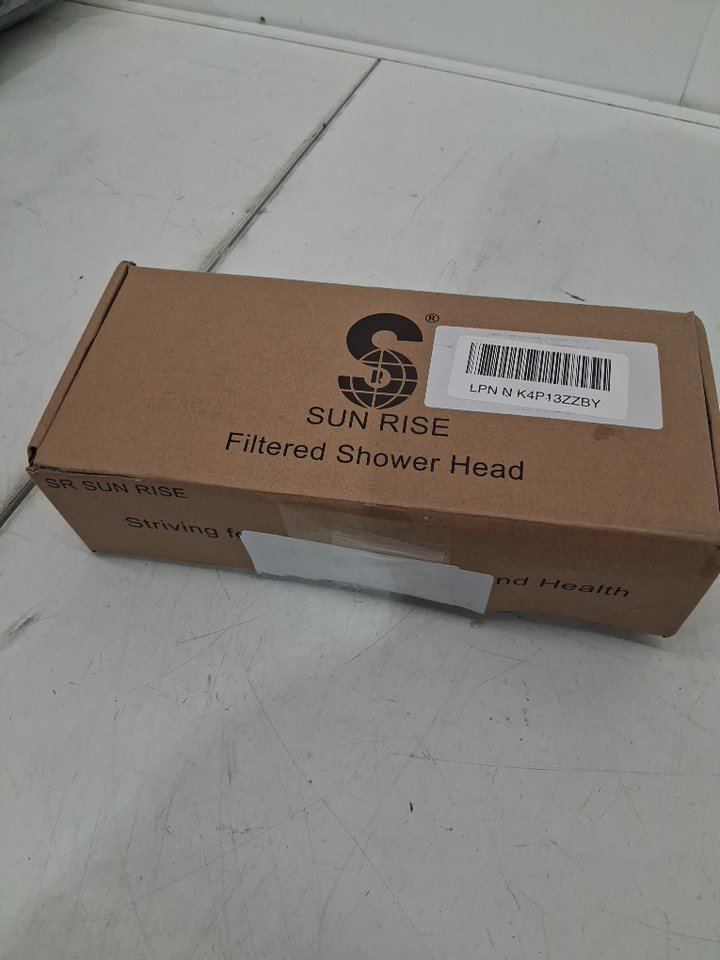 S®
R
SUN RISE
Filtered Shower Head
LPN N K4P13ZZBY
SR SUN RISE
Striving f
nd Health